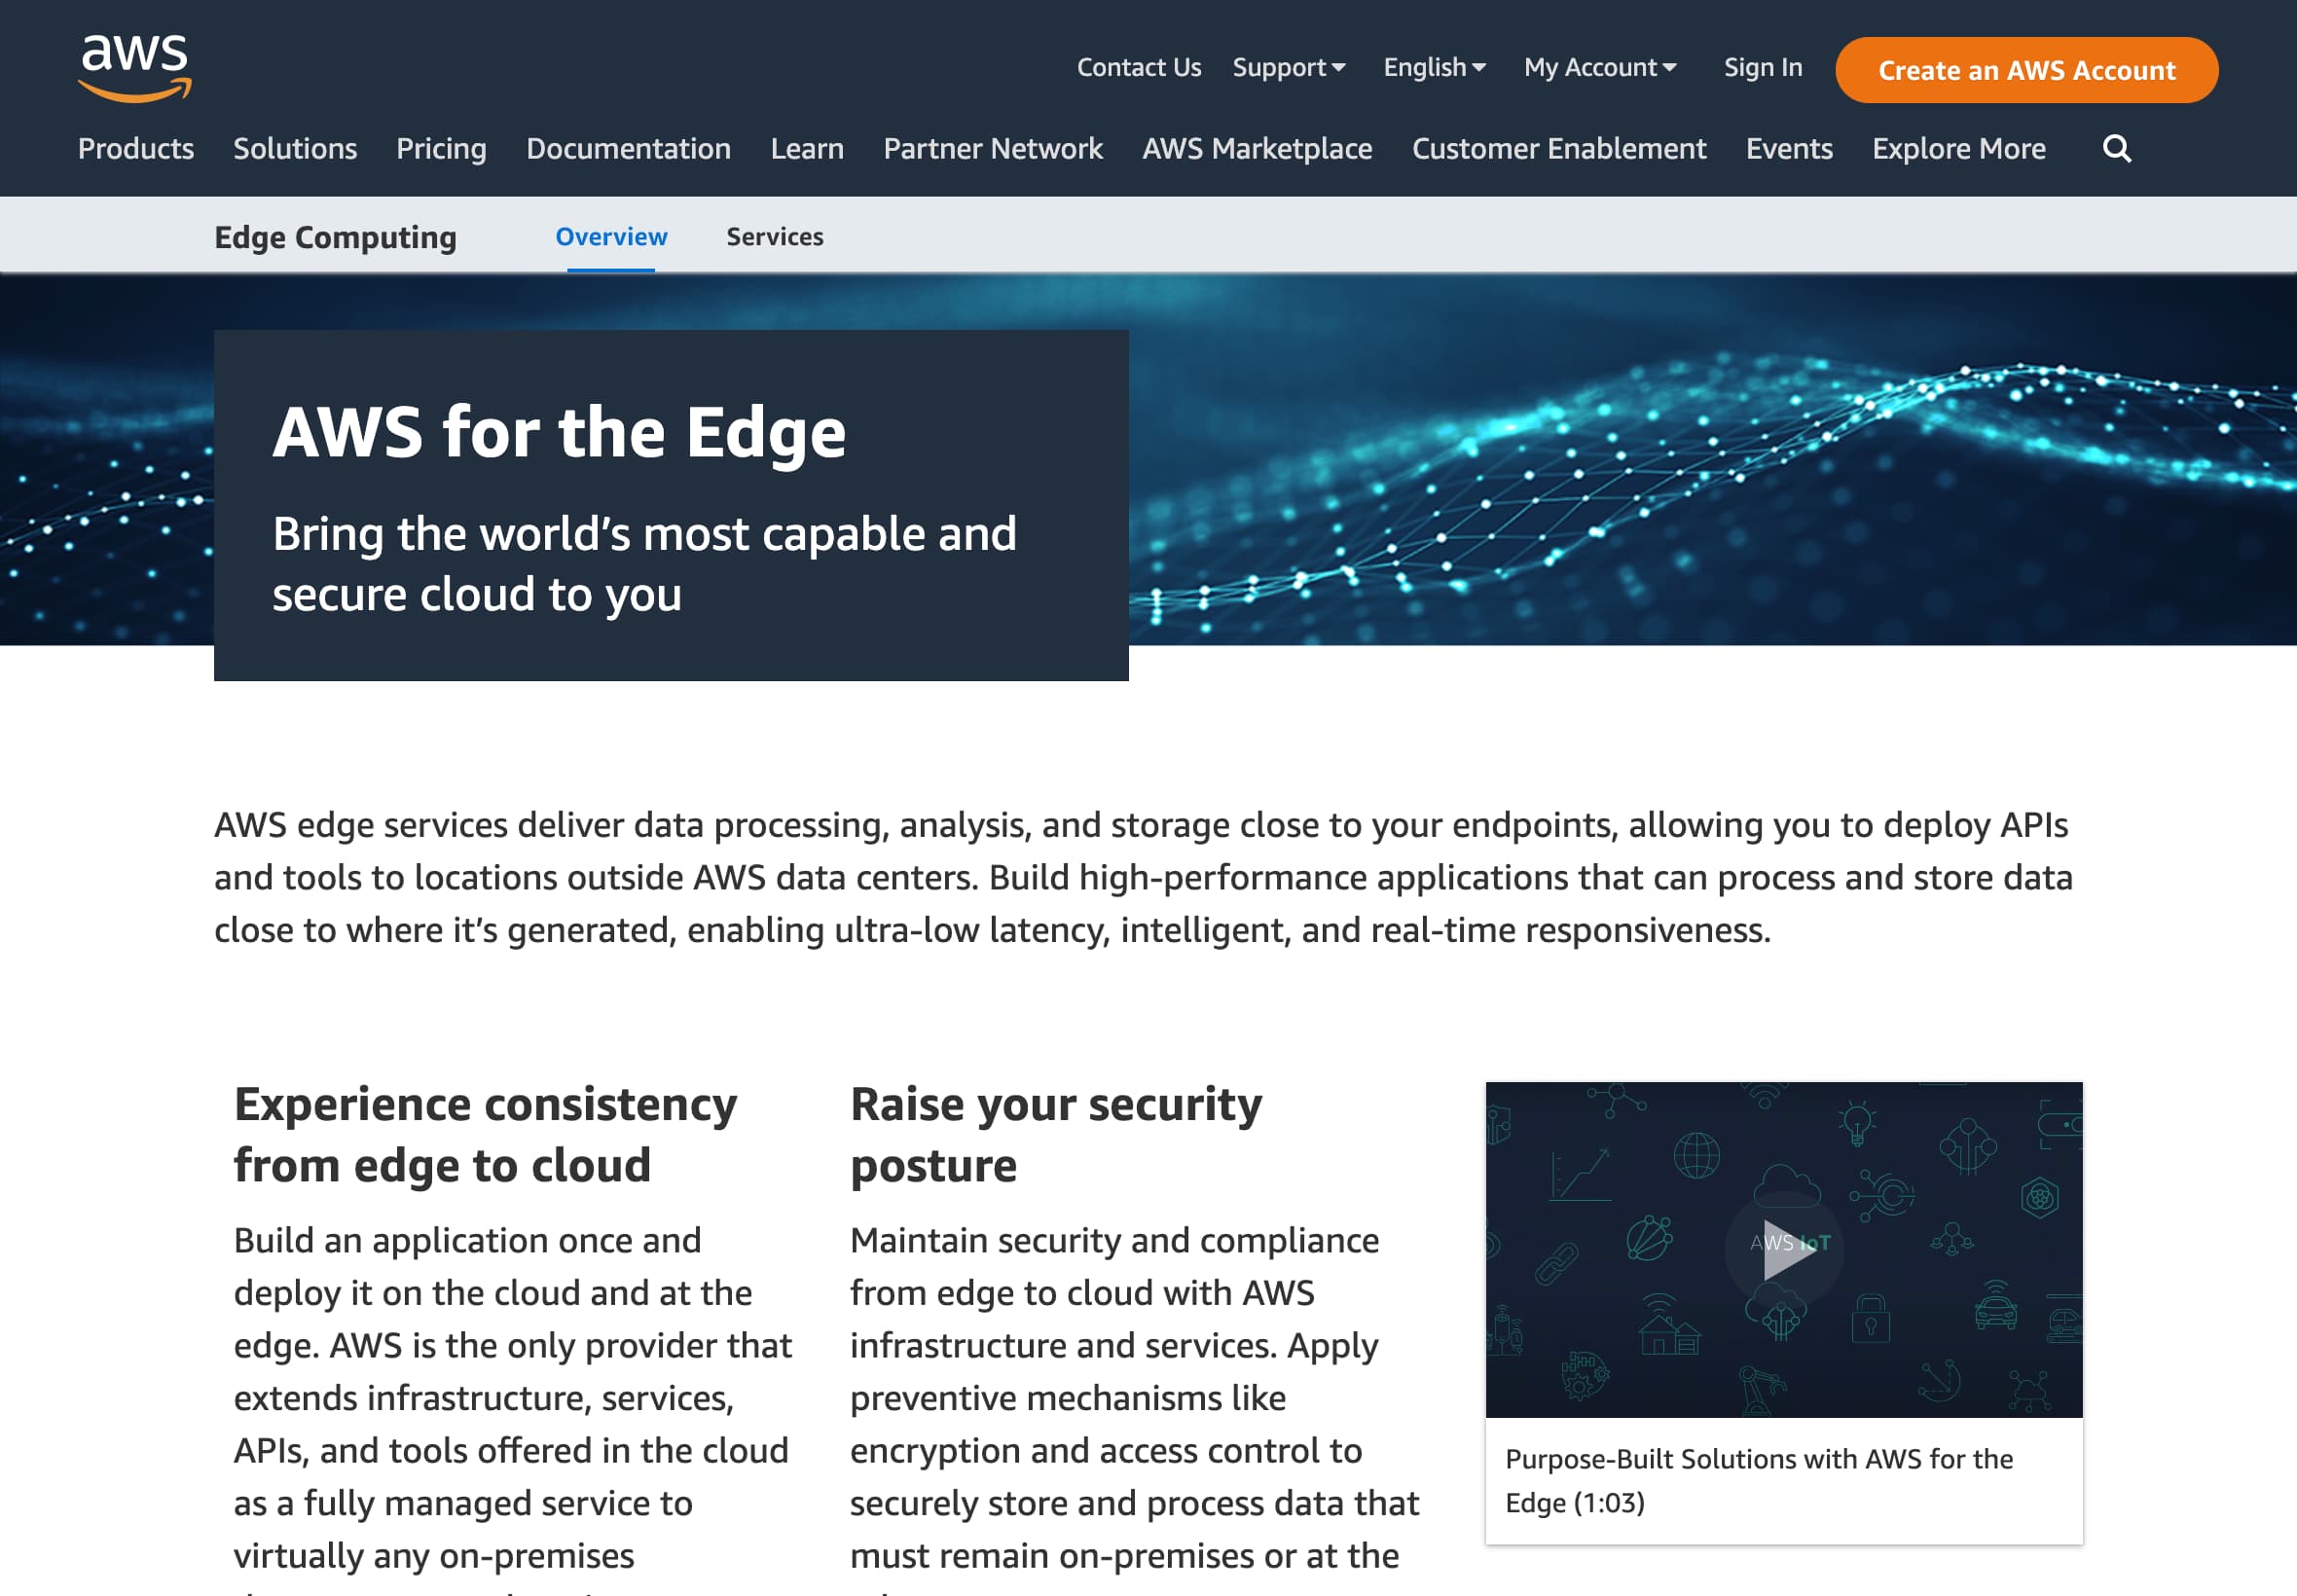 aws
Contact Us
Support
English
My Account
Sign In
Create an AWS Account
Products
Solutions
Pricing
Documentation
Learn
Partner Network
AWS Marketplace
Customer Enablement
Events
Explore More
Edge Computing
Overview
Services
AWS for the Edge
Bring the world’s most capable and
secure cloud to you
AWS edge services deliver data processing, analysis, and storage close to your endpoints, allowing you to deploy APIs
and tools to locations outside AWS data centers. Build high-performance applications that can process and store data
close to where it’s generated, enabling ultra-low latency, intelligent, and real-time responsiveness.
Experience consistency
from edge to cloud
Build an application once and
deploy it on the cloud and at the
edge. AWS is the only provider that
extends infrastructure, services,
APIs, and tools offered in the cloud
as a fully managed service to
virtually any on-premises
Raise your security
posture
Maintain security and compliance
from edge to cloud with AWS
infrastructure and services. Apply
preventive mechanisms like
encryption and access control to
securely store and process data that
must remain on-premises or at the
AWS IoT
Purpose-Built Solutions with AWS for the
Edge (1:03)